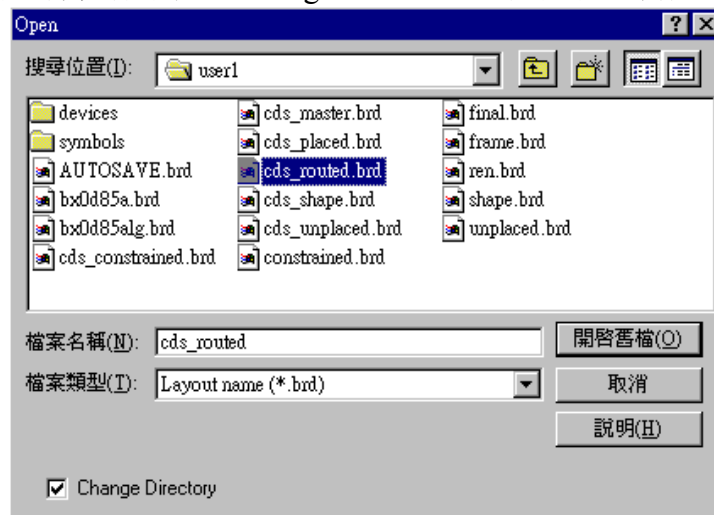 Open
搜尋位置(I): user1
devices cds_master.brd final.brd
symbols cds_placed.brd frame.brd
AUTOSAVE.brd cds_routed.brd ren.brd
bx0d85a.brd cds_shape.brd shape.brd
bx0d85alg.brd cds_unplaced.brd unplaced.brd
cds_constrained.brd constrained.brd
檔案名稱(N): cds_routed 開啓舊檔(O)
檔案類型(T): Layout name (*.brd) 取消
說明(H)
Change Directory